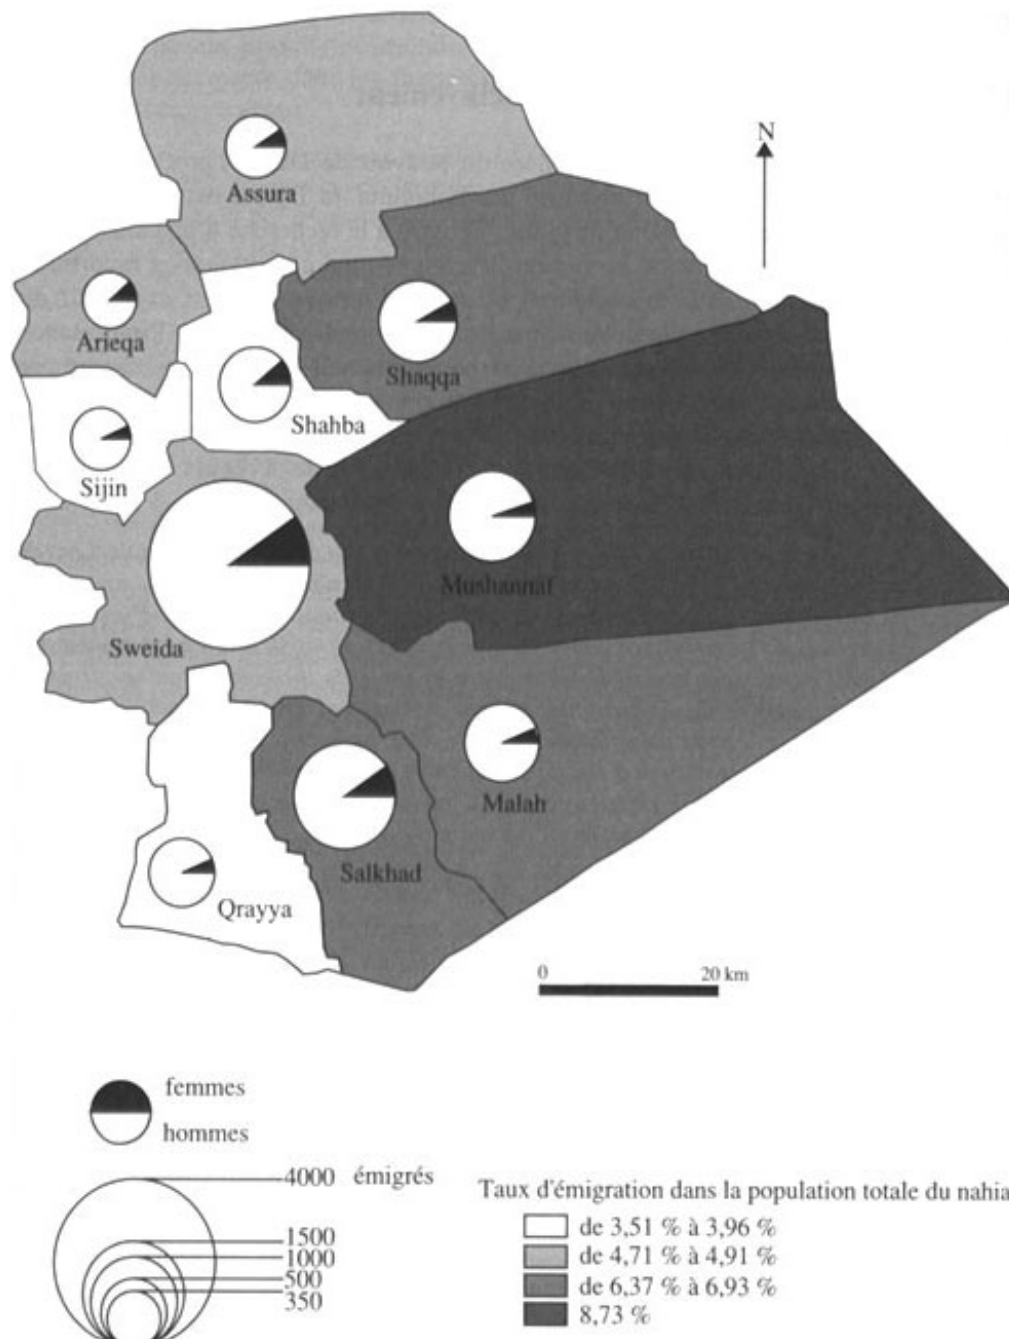 N
Assura
Arieqa
Shaqqa
Shahba
Sijin
Mushannaf
Sweida
Malah
Salkhad
Qrayya
0 20 km
femmes
hommes
4000 émigrés
1500
1000
500
350
Taux d'émigration dans la population totale du nahia
de 3,51 % à 3,96 %
de 4,71 % à 4,91 %
de 6,37 % à 6,93 %
8,73 %